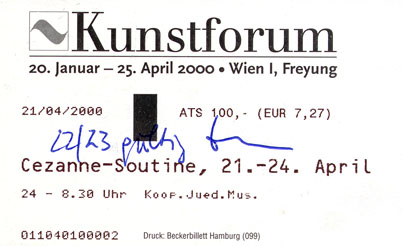 Kunstforum
20. Januar – 25. April 2000 • Wien I, Freyung
21/04/2000 ATS 100,- (EUR 7,27)
22/23 gültig
Cezanne-Soutine, 21.-24. April
24 - 8.30 Uhr Koop.Jued.Mus.
011040100002 Druck: Beckerbillett Hamburg (099)